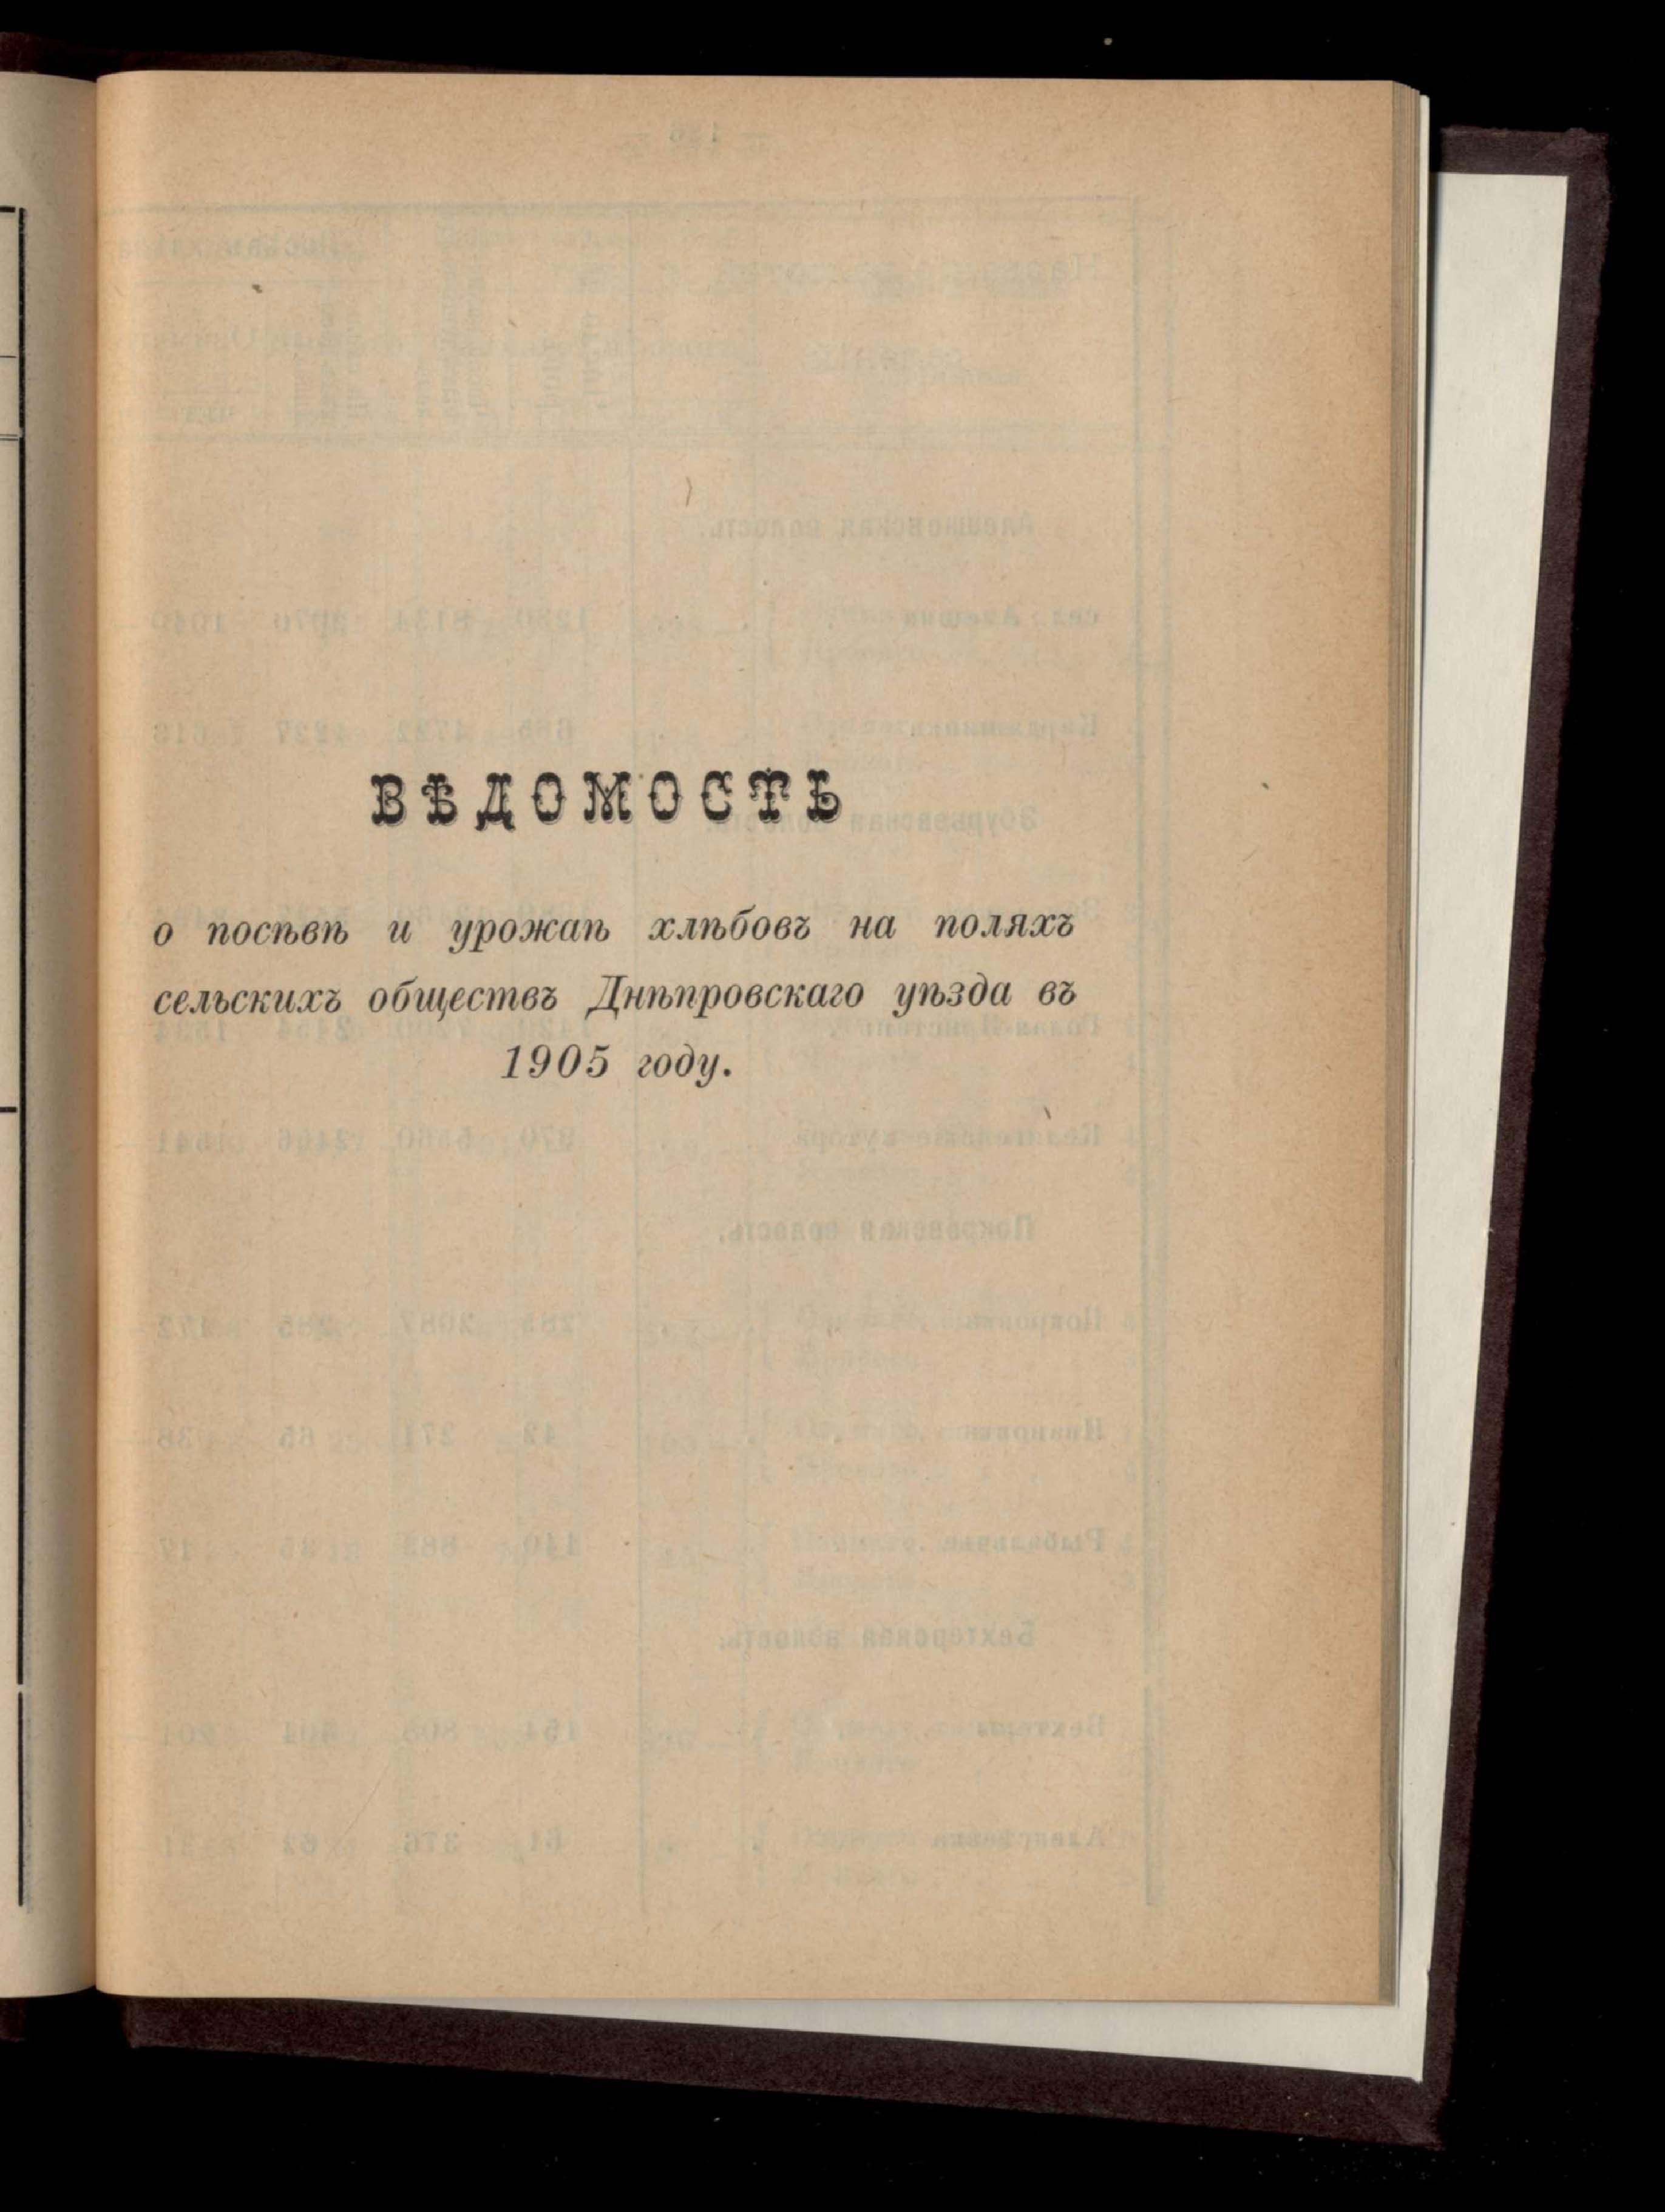 ВѢДОМОСТЬ
о посѣвѣ и урожаѣ хлѣбовъ на поляхъ
сельскихъ обществъ Днѣпровскаго уѣзда въ
1905 году.